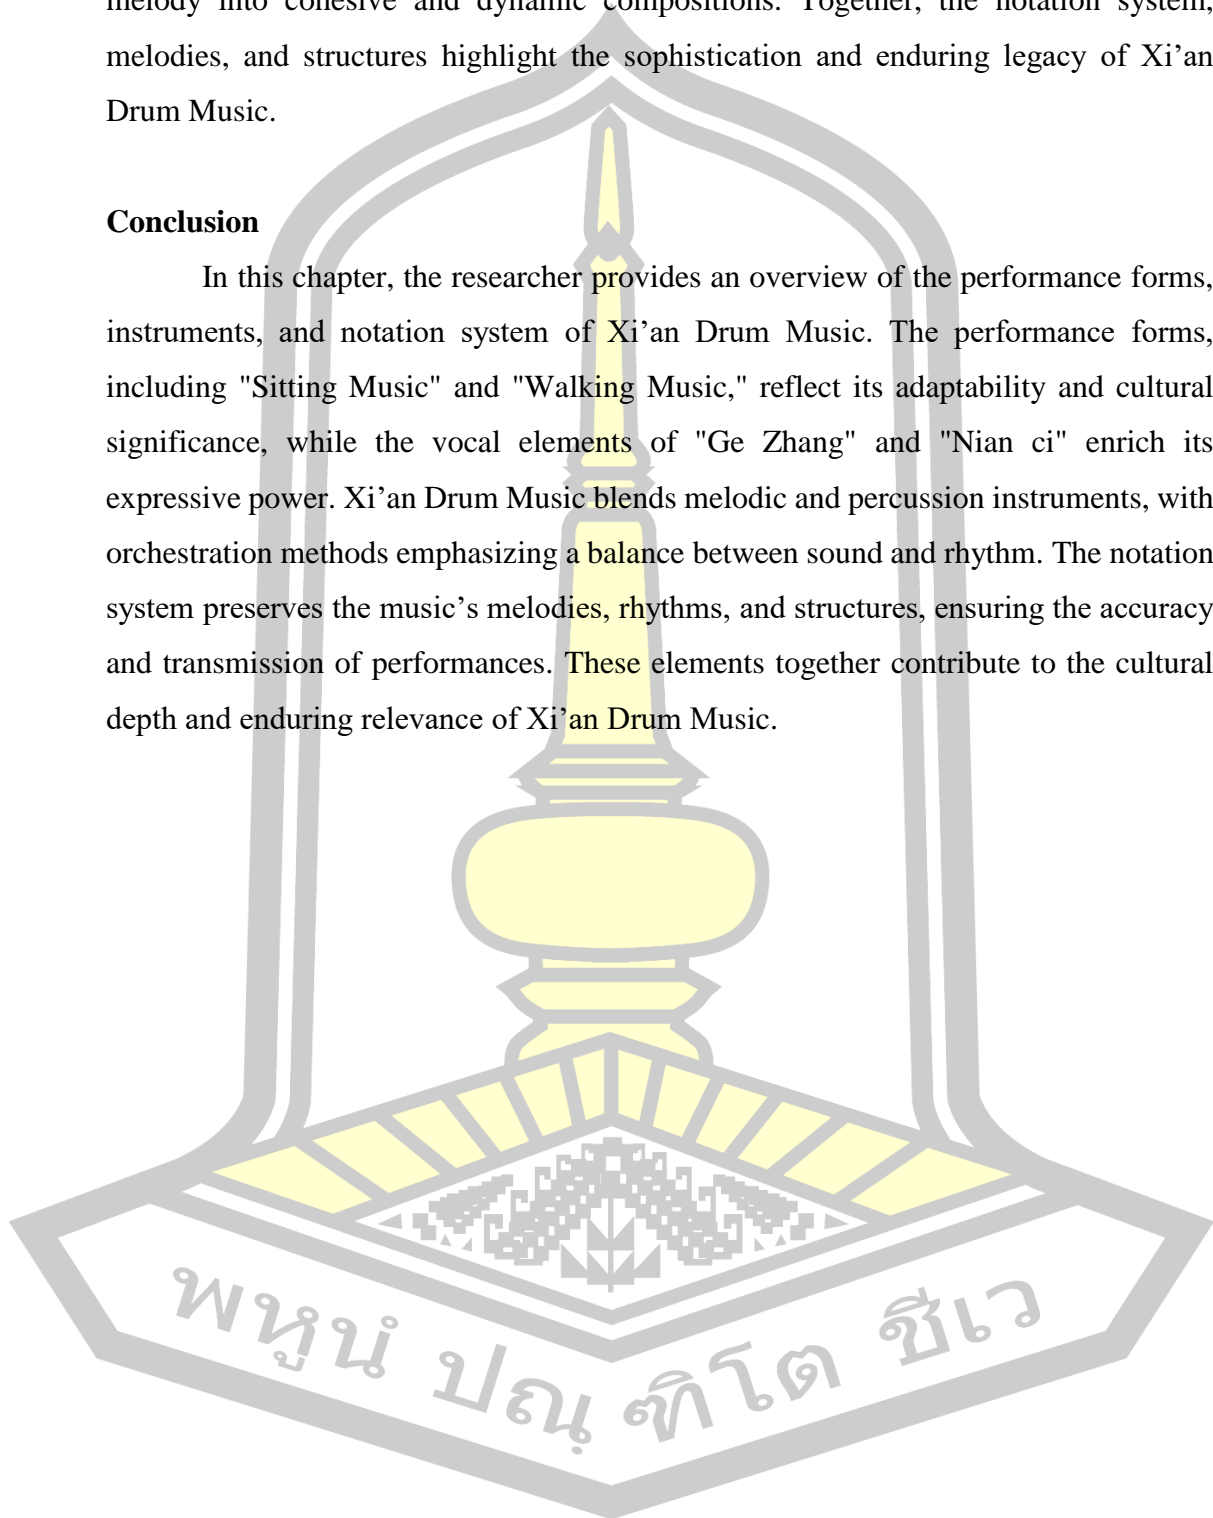 melody into cohesive and dynamic compositions. Together, the notation system,
melodies, and structures highlight the sophistication and enduring legacy of Xi’an
Drum Music.
Conclusion
In this chapter, the researcher provides an overview of the performance forms,
instruments, and notation system of Xi’an Drum Music. The performance forms,
including "Sitting Music" and "Walking Music," reflect its adaptability and cultural
significance, while the vocal elements of "Ge Zhang" and "Nian ci" enrich its
expressive power. Xi’an Drum Music blends melodic and percussion instruments, with
orchestration methods emphasizing a balance between sound and rhythm. The notation
system preserves the music’s melodies, rhythms, and structures, ensuring the accuracy
and transmission of performances. These elements together contribute to the cultural
depth and enduring relevance of Xi’an Drum Music.
พหูนํ ปณฺฑิโต ชีเว